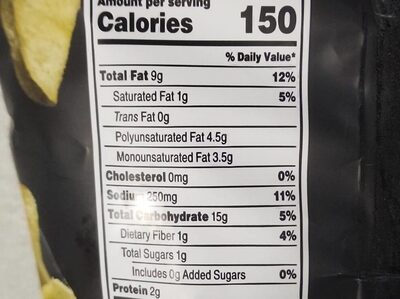 Amount per serving
Calories 150
% Daily Value*
Total Fat 9g 12%
Saturated Fat 1g 5%
Trans Fat 0g
Polyunsaturated Fat 4.5g
Monounsaturated Fat 3.5g
Cholesterol 0mg 0%
Sodium 250mg 11%
Total Carbohydrate 15g 5%
Dietary Fiber 1g 4%
Total Sugars 1g
Includes 0g Added Sugars 0%
Protein 2g